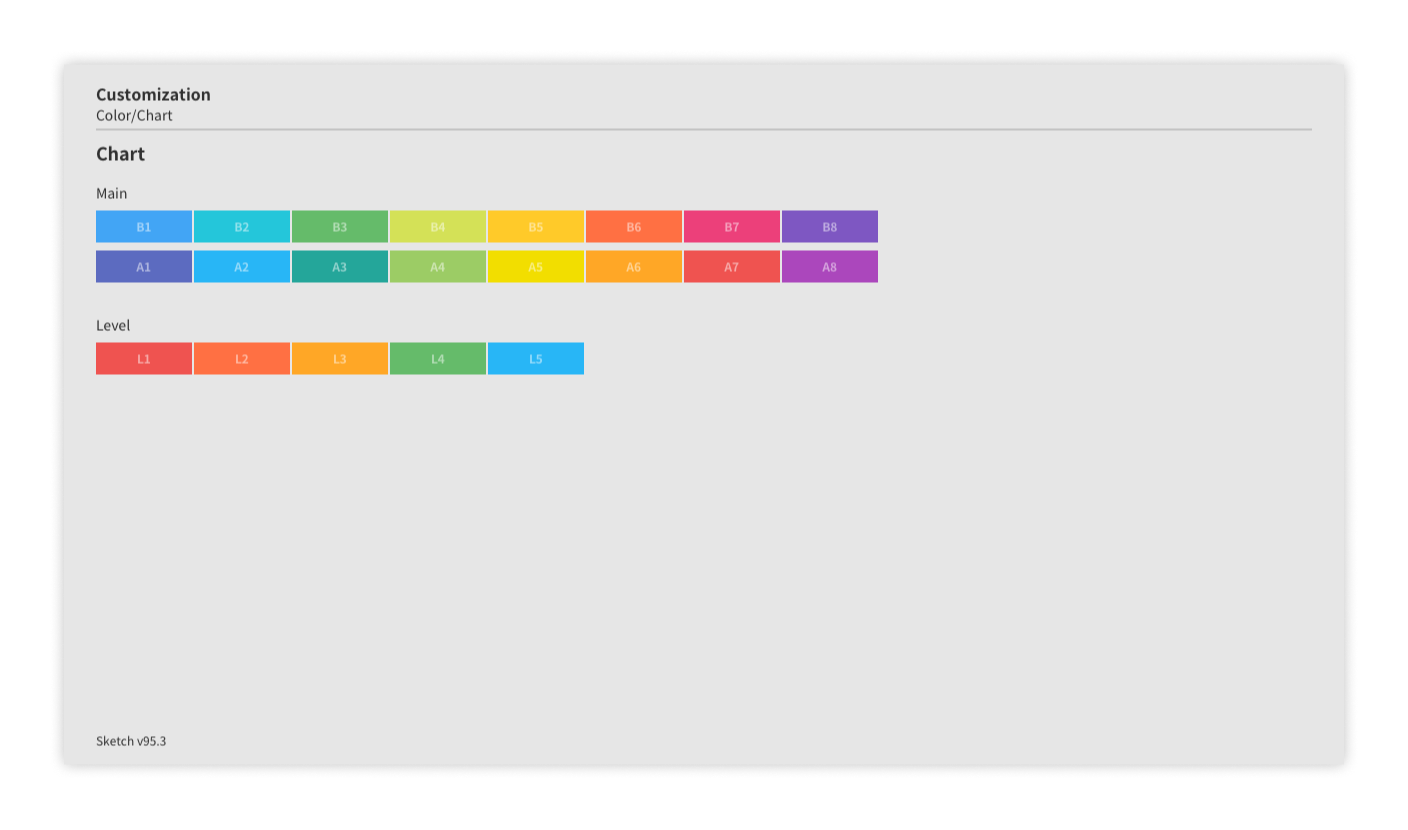 Customization
Color/Chart
Chart
Main
B1 B2 B3 B4 B5 B6 B7 B8
A1 A2 A3 A4 A5 A6 A7 A8
Level
L1 L2 L3 L4 L5
Sketch v95.3